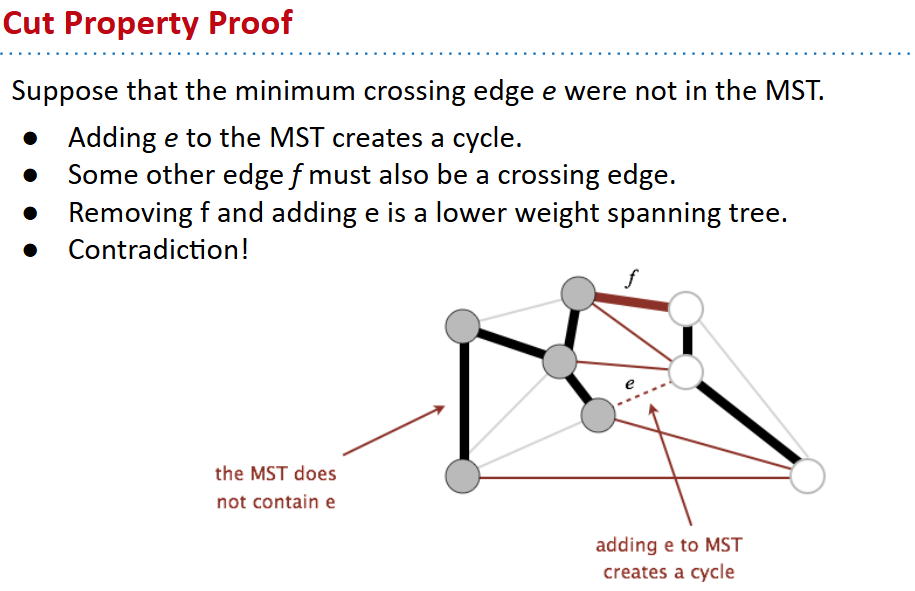 Cut Property Proof
Suppose that the minimum crossing edge e were not in the MST.
● Adding e to the MST creates a cycle.
● Some other edge f must also be a crossing edge.
● Removing f and adding e is a lower weight spanning tree.
● Contradiction!
f
e
the MST does
not contain e
adding e to MST
creates a cycle